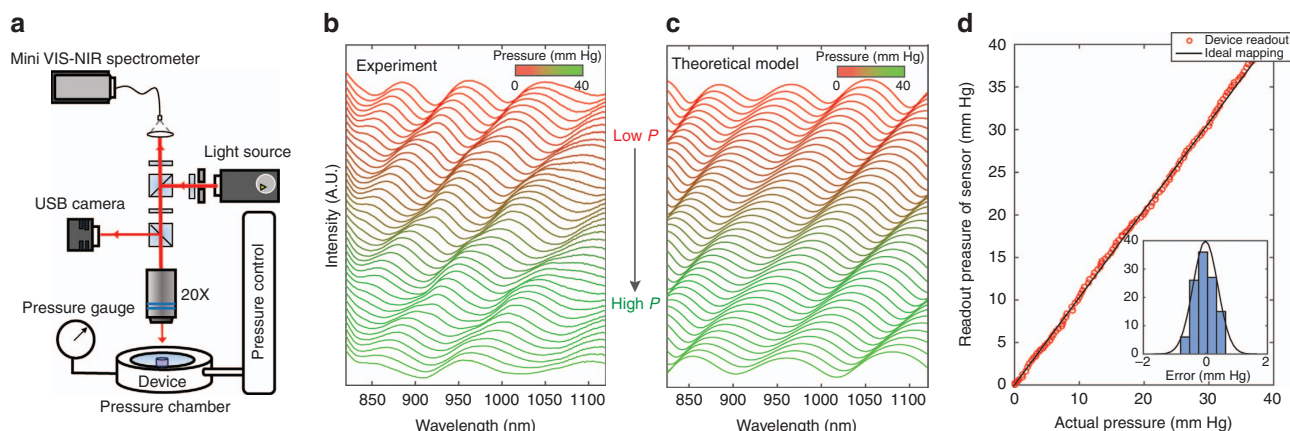 a
Mini VIS-NIR spectrometer
Light source
USB camera
20X
Pressure gauge
Pressure control
Device
Pressure chamber
b
Pressure (mm Hg)
Experiment
0
40
Intensity (A.U.)
850
900
950
1000
1050
1100
Wavelength (nm)
Low P
High P
c
Pressure (mm Hg)
Theoretical model
0
40
850
900
950
1000
1050
1100
Wavelength (nm)
d
Device readout
Ideal mapping
Readout preasure of sensor (mm Hg)
40
35
30
25
20
15
10
5
0
0
10
20
30
40
Actual pressure (mm Hg)
40
30
20
10
0
−2
0
2
Error (mm Hg)